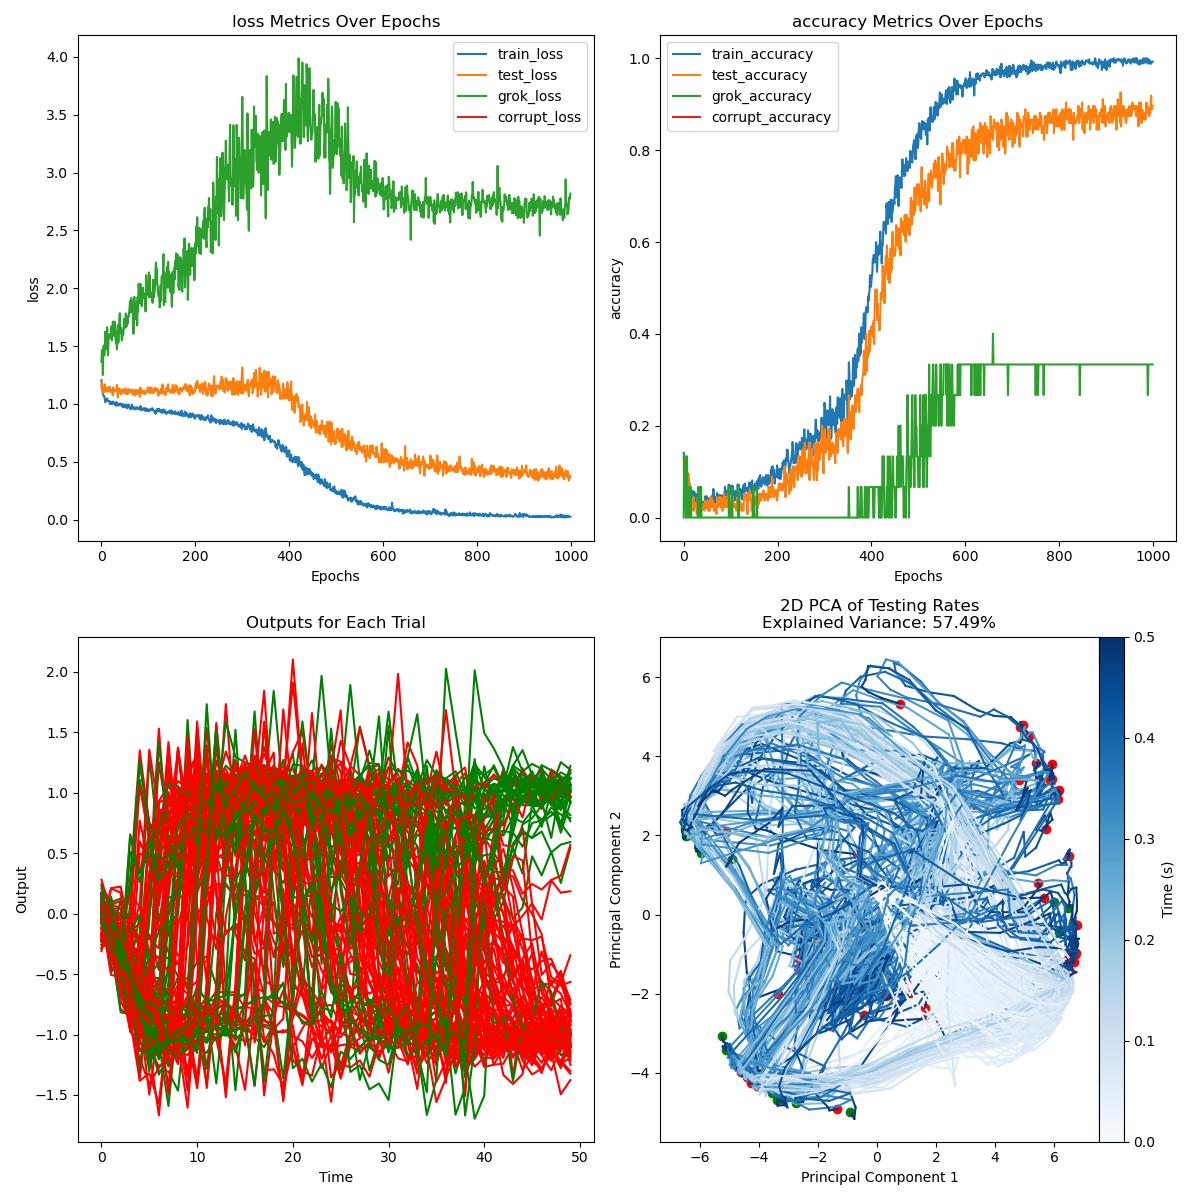 loss Metrics Over Epochs
4.0
3.5
3.0
2.5
2.0
1.5
1.0
0.5
0.0
loss
train_loss
test_loss
grok_loss
corrupt_loss
0 200 400 600 800 1000
Epochs
accuracy Metrics Over Epochs
1.0
0.8
0.6
0.4
0.2
0.0
accuracy
train_accuracy
test_accuracy
grok_accuracy
corrupt_accuracy
0 200 400 600 800 1000
Epochs
Outputs for Each Trial
2.0
1.5
1.0
0.5
0.0
−0.5
−1.0
−1.5
Output
0 10 20 30 40 50
Time
2D PCA of Testing Rates
Explained Variance: 57.49%
6
4
2
0
−2
−4
Principal Component 2
−6 −4 −2 0 2 4 6
Principal Component 1
0.5
0.4
0.3
0.2
0.1
0.0
Time (s)